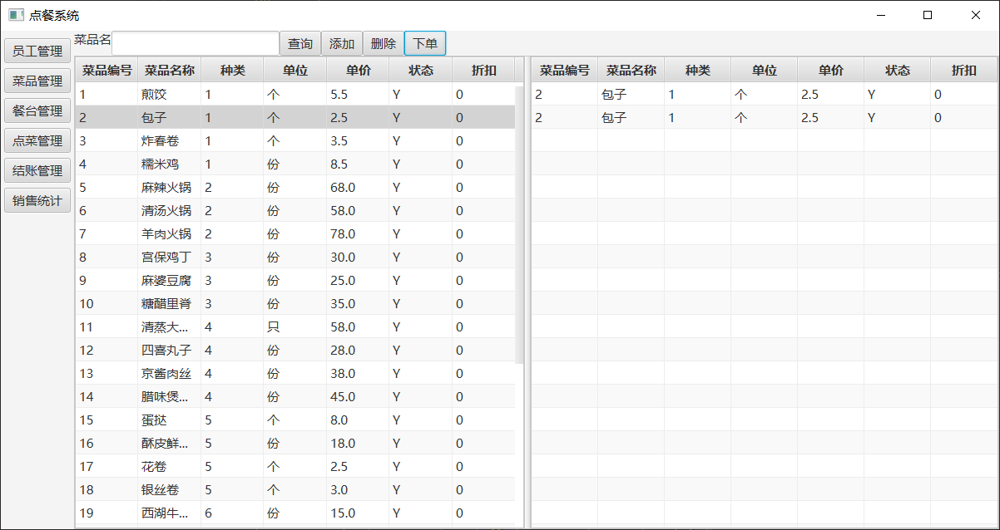 点餐系统
菜品名 查询 添加 删除 下单
员工管理
菜品管理
餐台管理
点菜管理
结账管理
销售统计
菜品编号 菜品名称 种类 单位 单价 状态 折扣
1 煎饺 1 个 5.5 Y 0
2 包子 1 个 2.5 Y 0
3 炸春卷 1 个 3.5 Y 0
4 糯米鸡 1 份 8.5 Y 0
5 麻辣火锅 2 份 68.0 Y 0
6 清汤火锅 2 份 58.0 Y 0
7 羊肉火锅 2 份 78.0 Y 0
8 宫保鸡丁 3 份 30.0 Y 0
9 麻婆豆腐 3 份 25.0 Y 0
10 糖醋里脊 3 份 35.0 Y 0
11 清蒸大... 4 只 58.0 Y 0
12 四喜丸子 4 份 28.0 Y 0
13 京酱肉丝 4 份 38.0 Y 0
14 腊味煲... 4 份 45.0 Y 0
15 蛋挞 5 个 8.0 Y 0
16 酥皮鲜... 5 份 18.0 Y 0
17 花卷 5 个 2.5 Y 0
18 银丝卷 5 个 3.0 Y 0
19 西湖牛... 6 份 15.0 Y 0
菜品编号 菜品名称 种类 单位 单价 状态 折扣
2 包子 1 个 2.5 Y 0
2 包子 1 个 2.5 Y 0